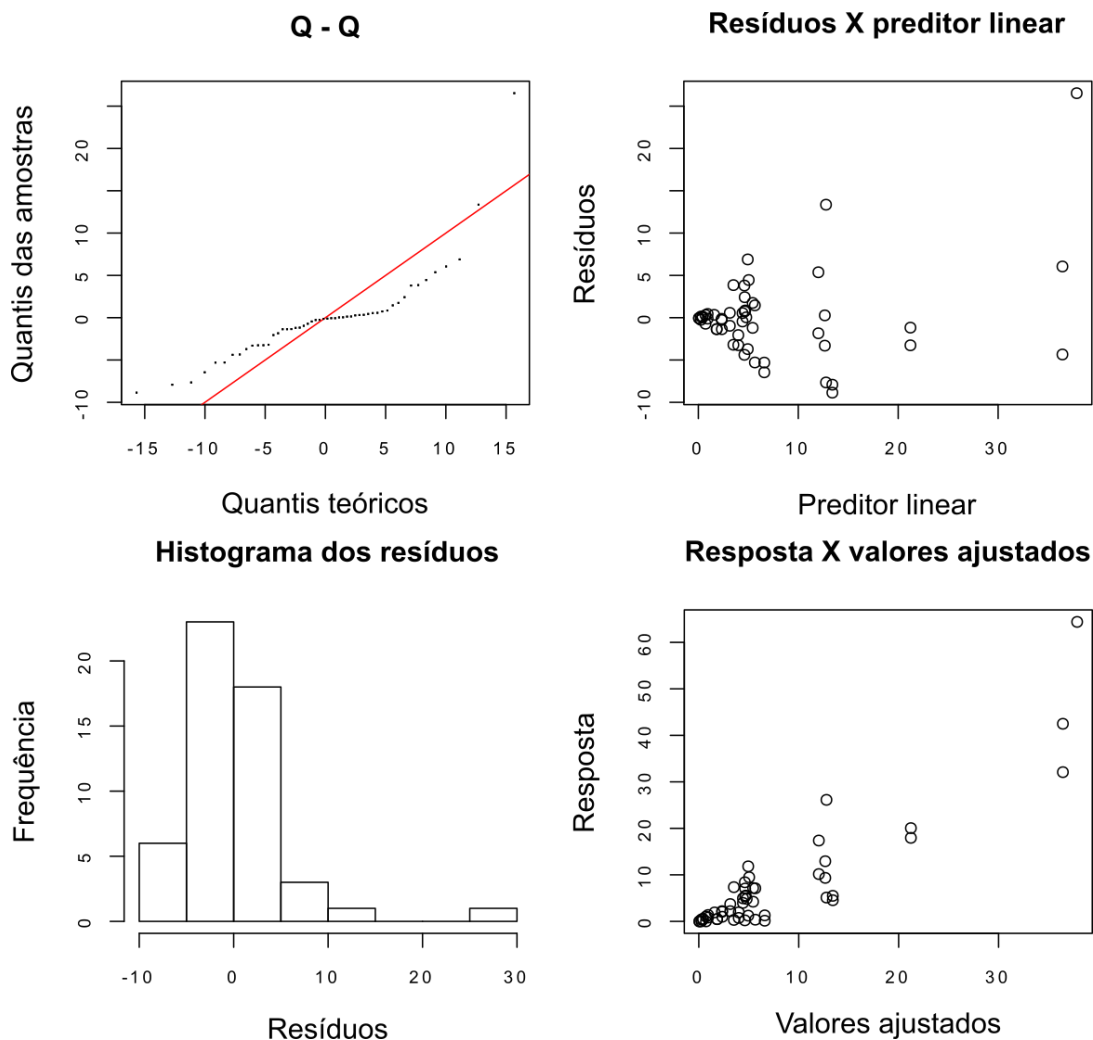 Q - Q
Quantis das amostras
-10 0 5 10 20
-15 -10 -5 0 5 10 15
Quantis teóricos
Resíduos X preditor linear
Resíduos
-10 0 5 10 20
0 10 20 30
Preditor linear
Histograma dos resíduos
Frequência
0 5 10 15 20
-10 0 10 20 30
Resíduos
Resposta X valores ajustados
Resposta
0 10 20 30 40 50 60
0 10 20 30
Valores ajustados